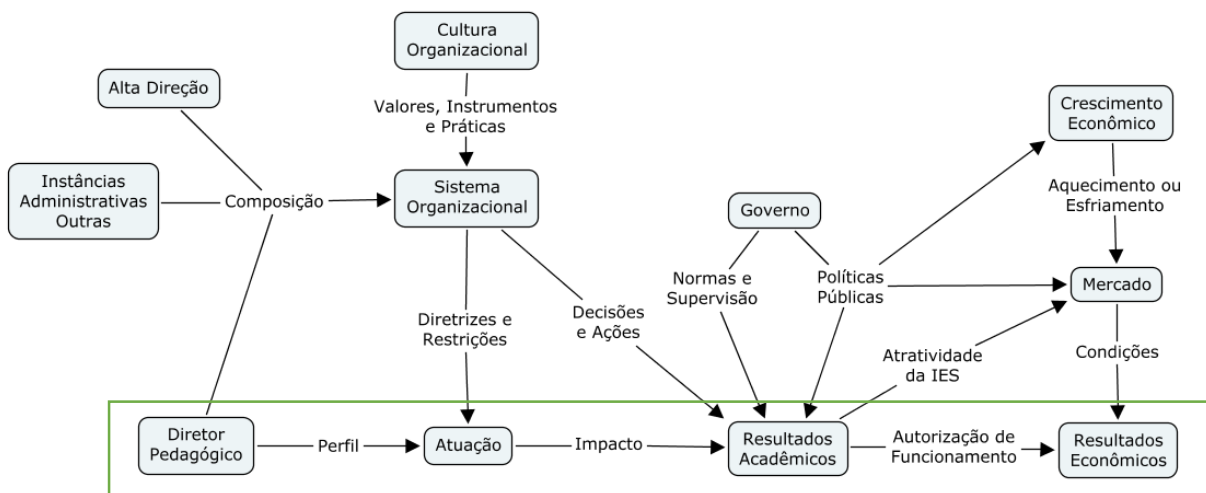 Cultura
Organizacional
Alta Direção
Valores, Instrumentos
e Práticas
Crescimento
Econômico
Instâncias
Administrativas
Outras
Composição
Sistema
Organizacional
Governo
Aquecimento ou
Esfriamento
Normas e
Supervisão
Políticas
Públicas
Mercado
Diretrizes e
Restrições
Decisões
e Ações
Atratividade
da IES
Condições
Diretor
Pedagógico
Perfil
Atuação
Impacto
Resultados
Acadêmicos
Autorização de
Funcionamento
Resultados
Econômicos